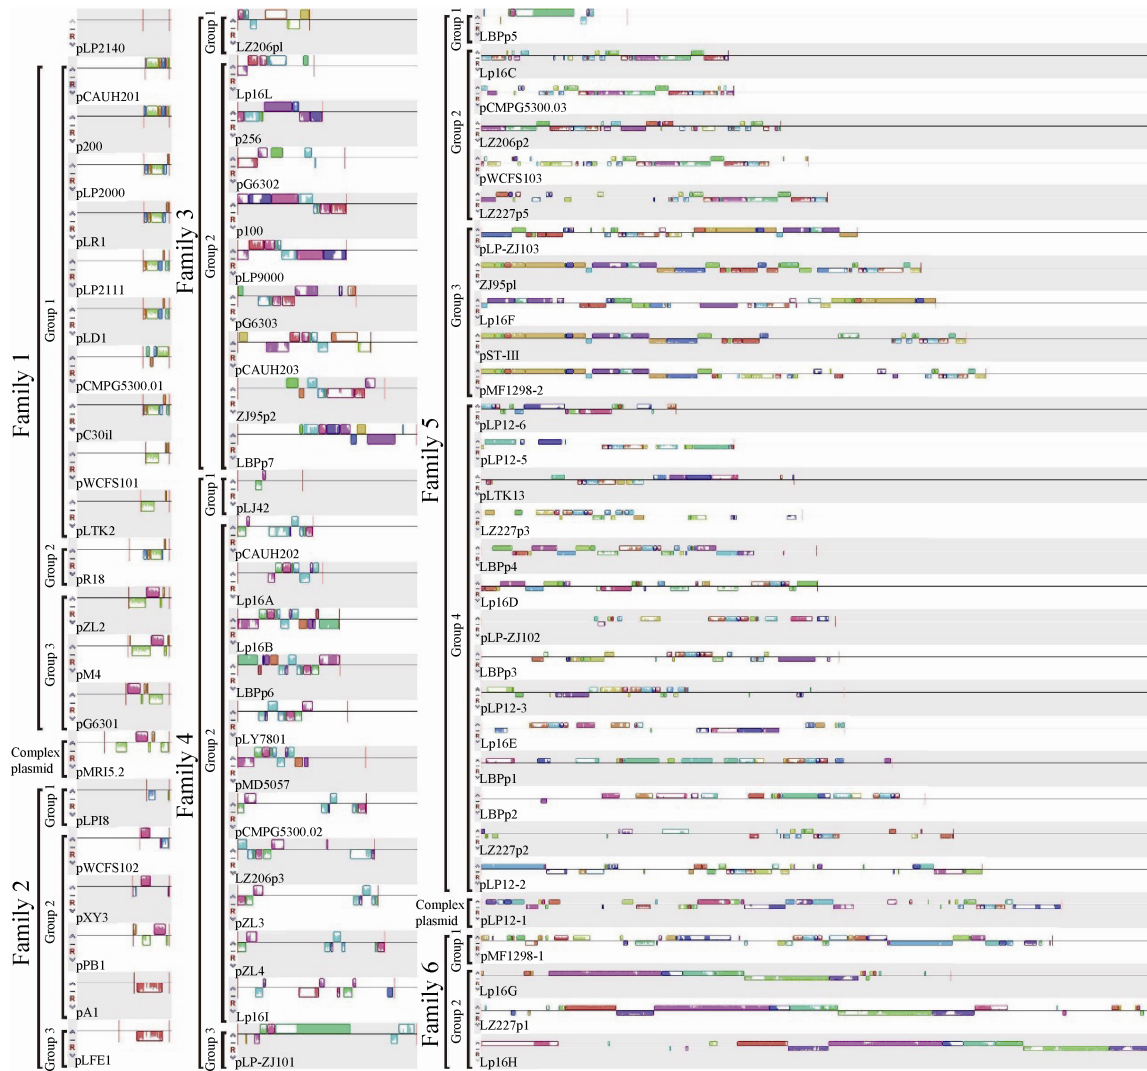 pLP2140
Family 1
Group 1
pCAUH201
p200
pLP2000
pLR1
pLP2111
pLD1
pCMPG5300.01
pC30il
pWCFS101
pLTK2
Group 2
pR18
Group 3
pZL2
pM4
pG6301
Complex
plasmid
pMRI5.2
Family 2
Group 1
pLPI8
Group 2
pWCFS102
pXY3
pPB1
pA1
Group 3
pLFE1
Family 3
Group 1
LZ206pl
Group 2
Lp16L
p256
pG6302
p100
pLP9000
pG6303
pCAUH203
ZJ95p2
LBPp7
Family 4
Group 1
pLJ42
Group 2
pCAUH202
Lp16A
Lp16B
LBPp6
pLY7801
pMD5057
pCMPG5300.02
LZ206p3
pZL3
pZL4
Lp16I
Group 3
pLP-ZJ101
Family 5
Group 1
LBPp5
Group 2
Lp16C
pCMPG5300.03
LZ206p2
pWCFS103
LZ227p5
Group 3
pLP-ZJ103
ZJ95pl
Lp16F
pST-III
pMF1298-2
Group 4
pLP12-6
pLP12-5
pLTK13
LZ227p3
LBPp4
Lp16D
pLP-ZJ102
LBPp3
pLP12-3
Lp16E
LBPp1
LBPp2
LZ227p2
pLP12-2
Complex
plasmid
pLP12-1
Family 6
Group 1
pMF1298-1
Group 2
Lp16G
LZ227p1
Lp16H